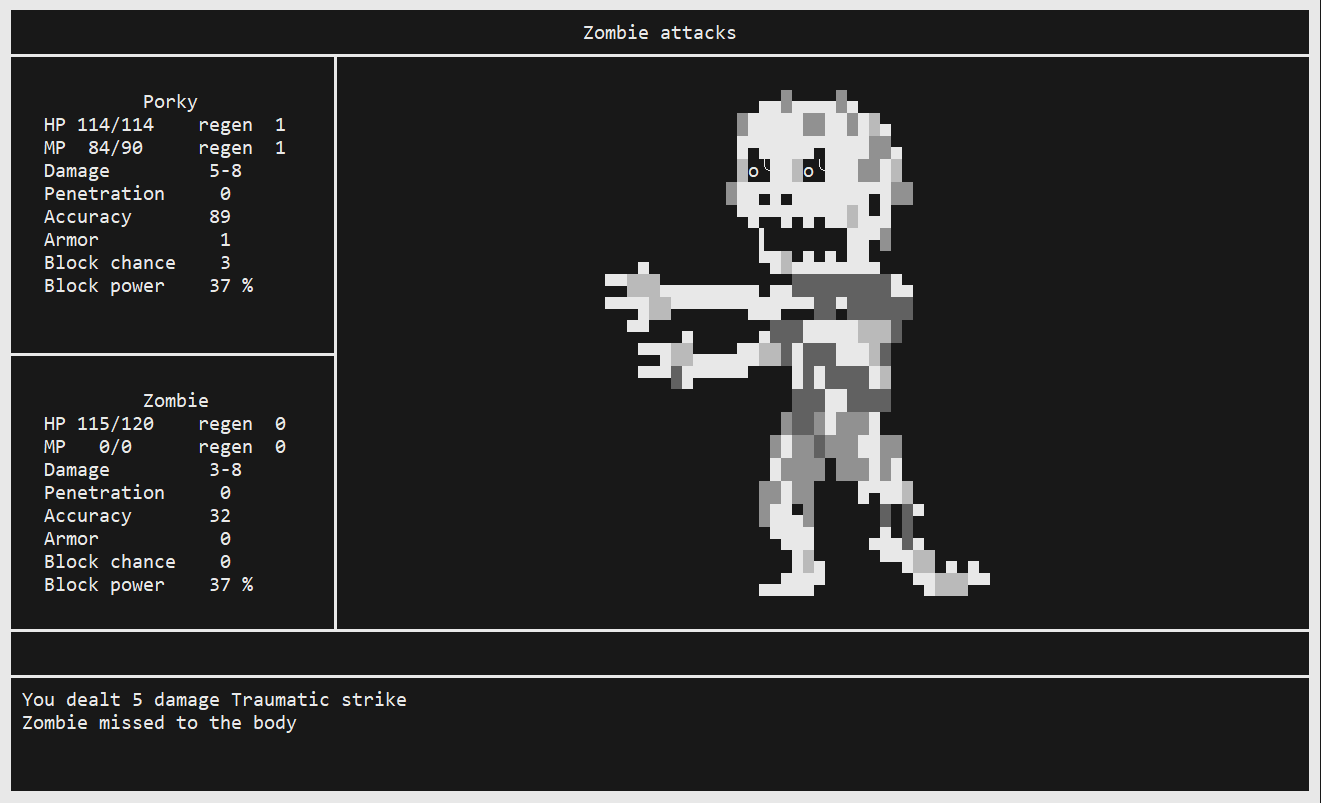 Zombie attacks
Porky
HP 114/114 regen 1
MP 84/90 regen 1
Damage 5-8
Penetration 0
Accuracy 89
Armor 1
Block chance 3
Block power 37 %
Zombie
HP 115/120 regen 0
MP 0/0 regen 0
Damage 3-8
Penetration 0
Accuracy 32
Armor 0
Block chance 0
Block power 37 %
You dealt 5 damage Traumatic strike
Zombie missed to the body